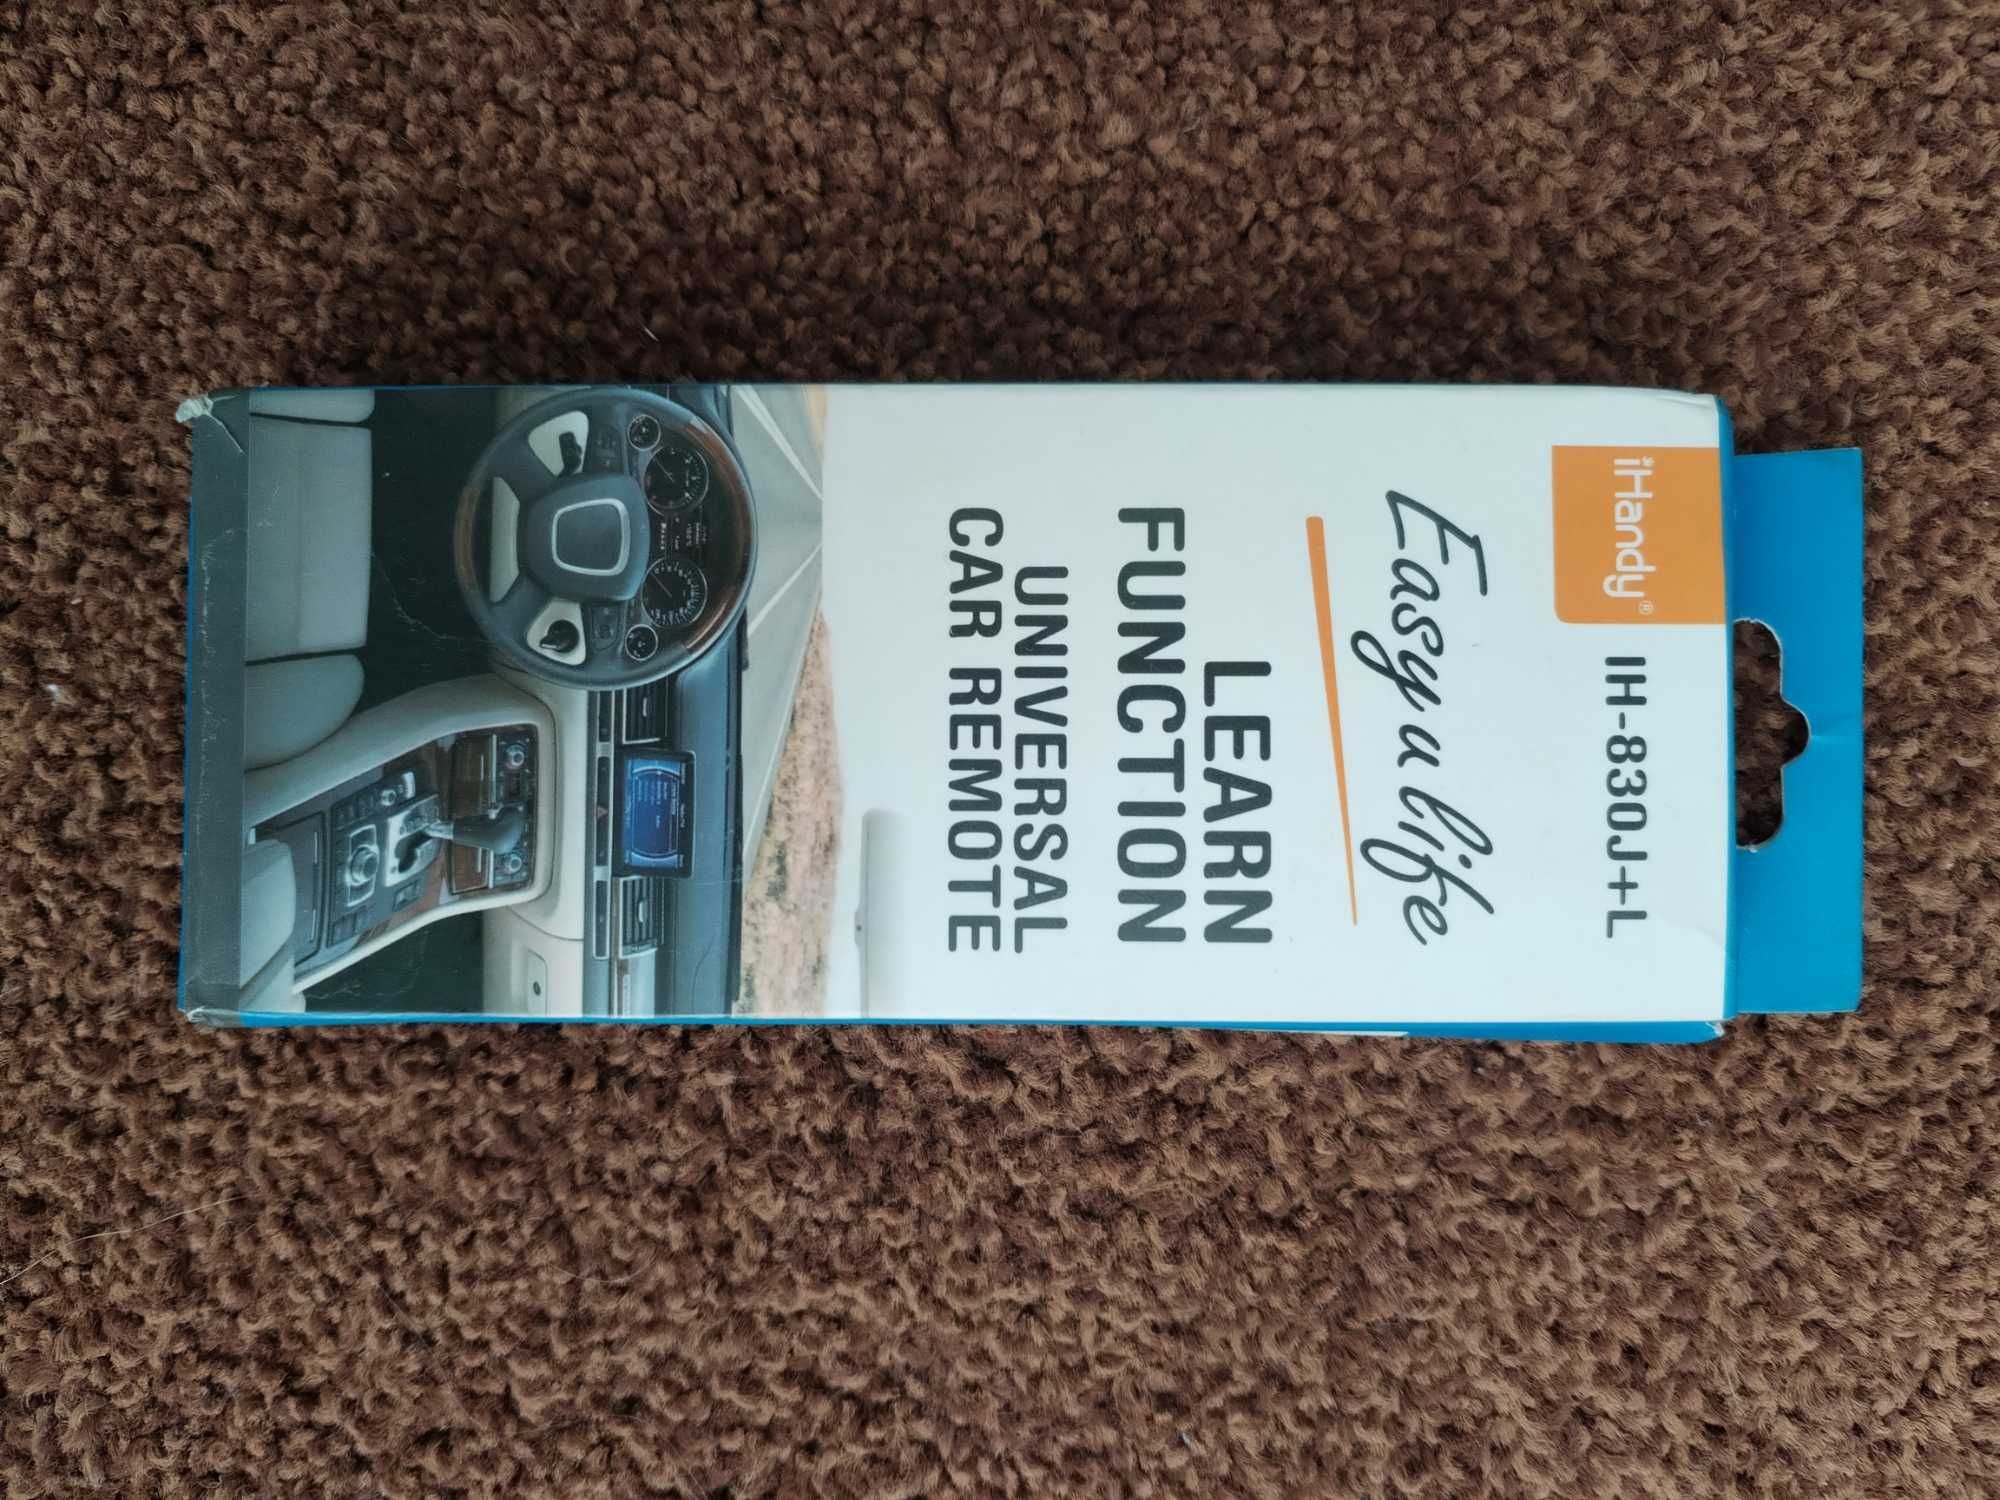 iHandy®
IH-830J+L
Easy u life
LEARN
FUNCTION
UNIVERSAL
CAR REMOTE